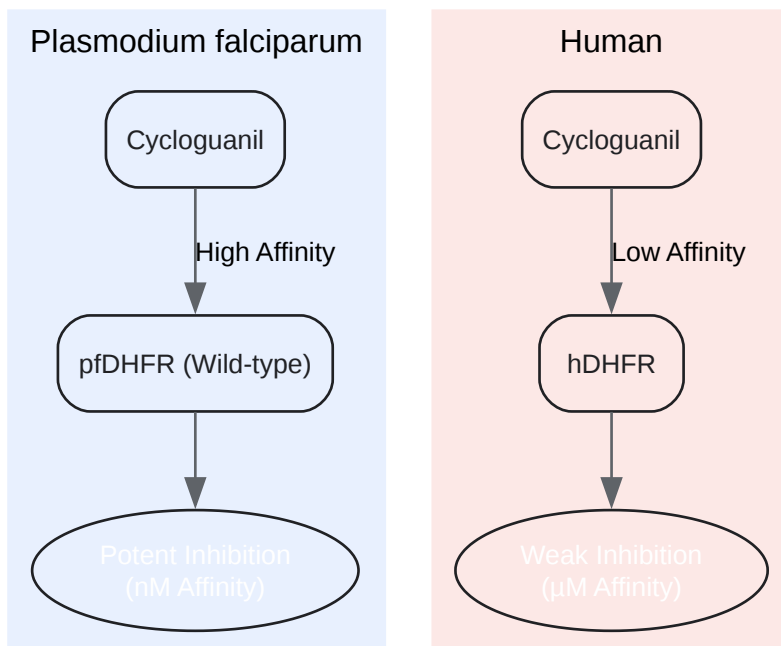 Plasmodium falciparum
Cycloguanil
High Affinity
pfDHFR (Wild-type)
Potent Inhibition
(nM Affinity)
Human
Cycloguanil
Low Affinity
hDHFR
Weak Inhibition
(µM Affinity)